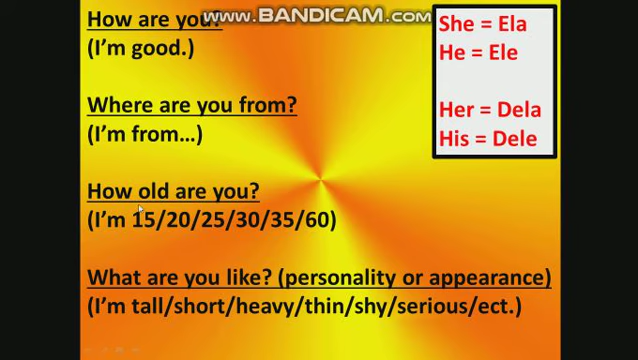 www.BANDICAM.com
How are you?
(I'm good.)
Where are you from?
(I'm from...)
How old are you?
(I'm 15/20/25/30/35/60)
What are you like? (personality or appearance)
(I'm tall/short/heavy/thin/shy/serious/ect.)
She = Ela
He = Ele
Her = Dela
His = Dele